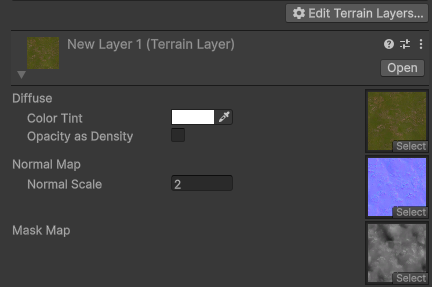 Edit Terrain Layers...
New Layer 1 (Terrain Layer)
Open
Diffuse
Color Tint
Opacity as Density
Select
Normal Map
Normal Scale 2
Select
Mask Map
Select